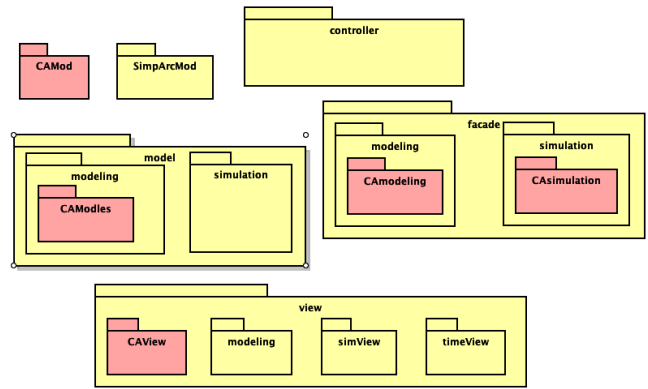 controller
CAMod
SimpArcMod
facade
modeling
simulation
CAmodeling
CAsimulation
model
modeling
simulation
CAModles
view
CAView
modeling
simView
timeView